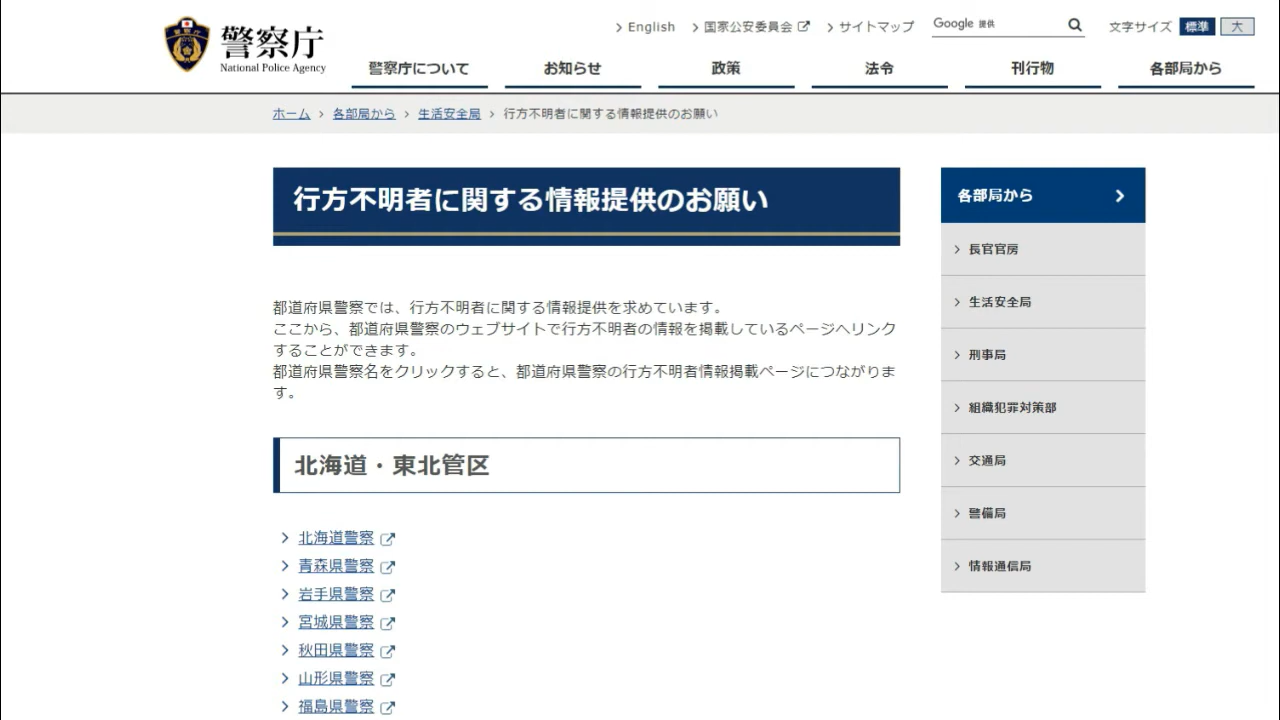 警察庁
National Police Agency
English
国家公安委員会
サイトマップ
Google 提供
文字サイズ 標準 大
警察庁について お知らせ 政策 法令 刊行物 各部局から
ホーム > 各部局から > 生活安全局 > 行方不明者に関する情報提供のお願い
行方不明者に関する情報提供のお願い
都道府県警察では、行方不明者に関する情報提供を求めています。
ここから、都道府県警察のウェブサイトで行方不明者の情報を掲載しているページへリンク
することができます。
都道府県警察名をクリックすると、都道府県警察の行方不明者情報掲載ページにつながりま
す。
北海道・東北管区
北海道警察
青森県警察
岩手県警察
宮城県警察
秋田県警察
山形県警察
福島県警察
各部局から
長官官房
生活安全局
刑事局
組織犯罪対策部
交通局
警備局
情報通信局